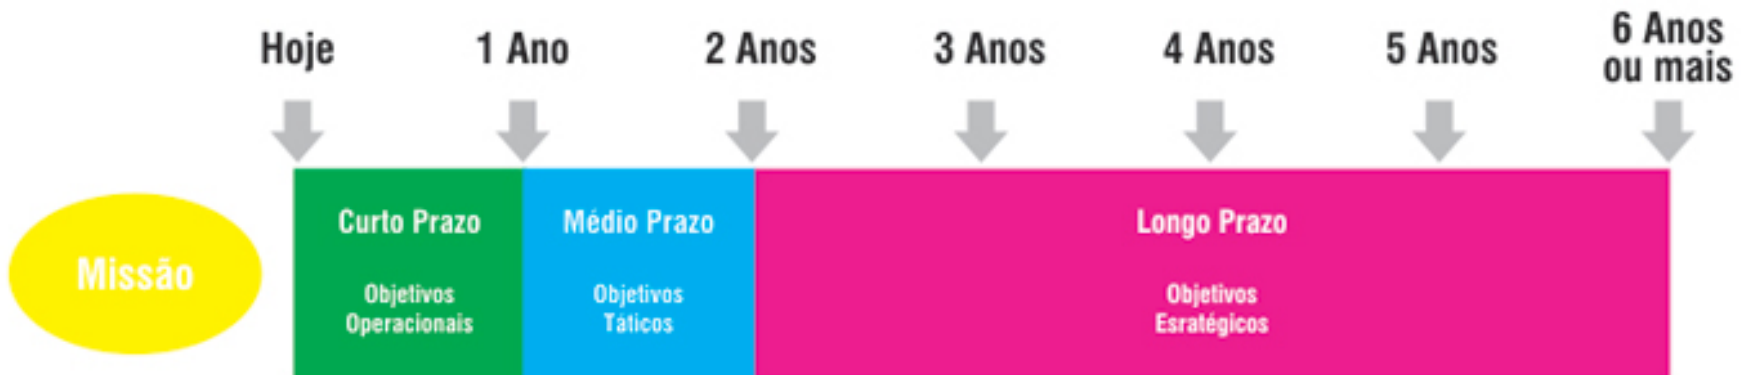 Hoje
1 Ano
2 Anos
3 Anos
4 Anos
5 Anos
6 Anos
ou mais
Missão
Curto Prazo
Objetivos
Operacionais
Médio Prazo
Objetivos
Táticos
Longo Prazo
Objetivos
Esratégicos